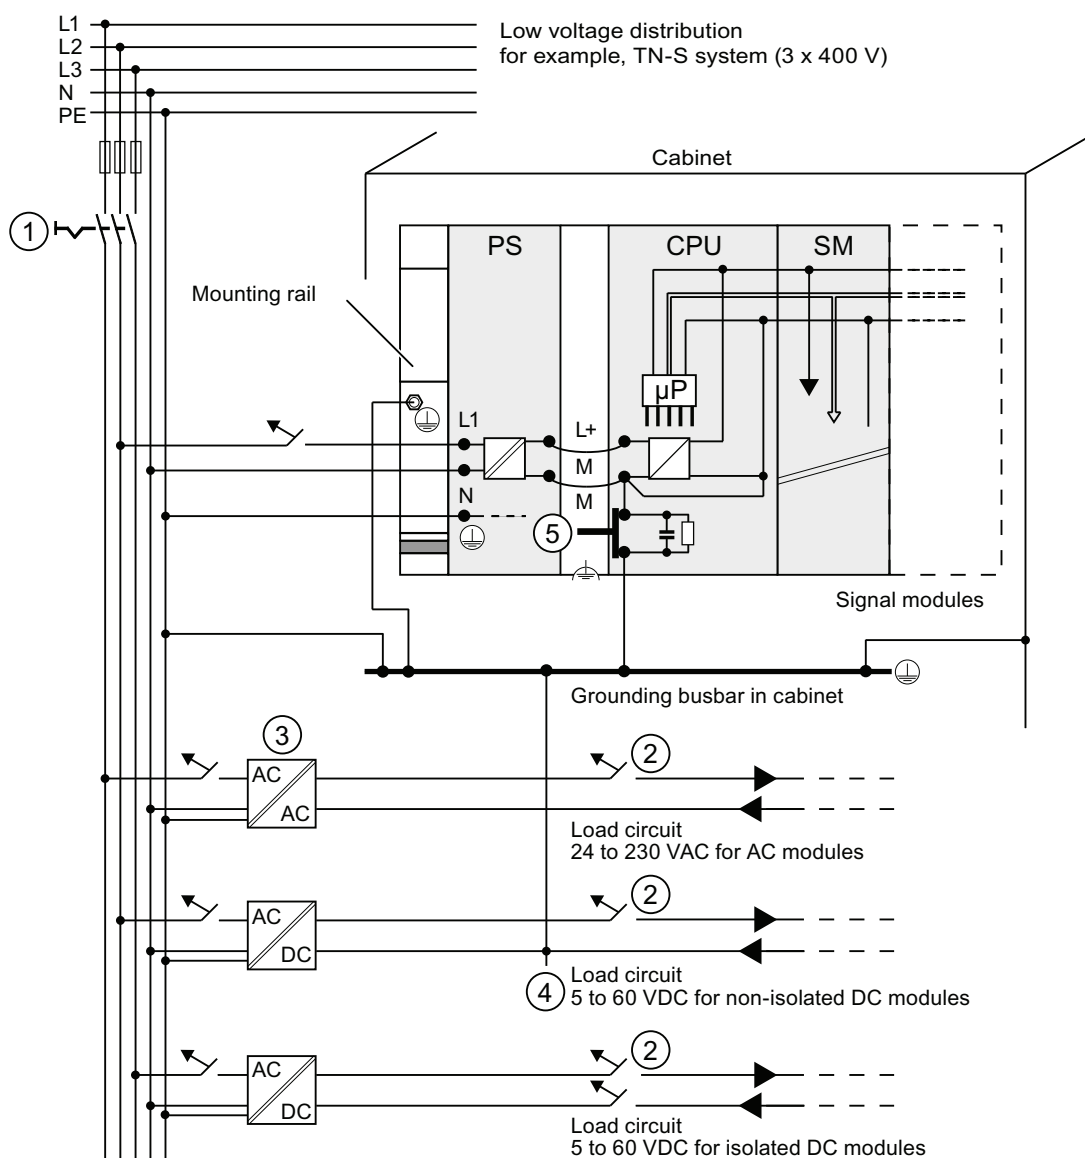 L1
L2
L3
N
PE
Low voltage distribution
for example, TN-S system (3 x 400 V)
Cabinet
1
PS
CPU
SM
Mounting rail
µP
L1
L+
M
N
M
5
Signal modules
Grounding busbar in cabinet
3
2
AC
AC
Load circuit
24 to 230 VAC for AC modules
2
AC
DC
4
Load circuit
5 to 60 VDC for non-isolated DC modules
2
AC
DC
Load circuit
5 to 60 VDC for isolated DC modules